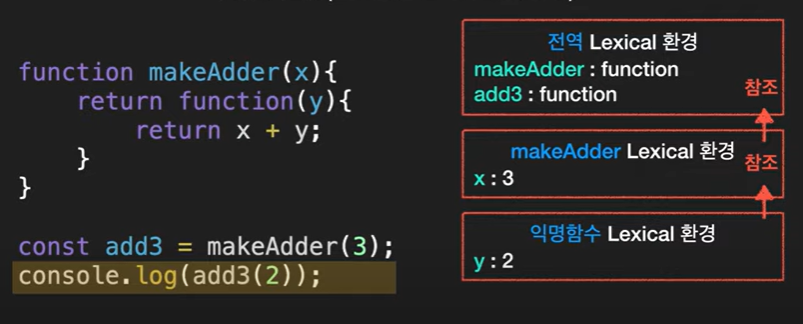 function makeAdder(x){
    return function(y){
        return x + y;
    }
}
const add3 = makeAdder(3);
console.log(add3(2));
전역 Lexical 환경
makeAdder : function
add3 : function
참조
makeAdder Lexical 환경
x : 3
참조
익명함수 Lexical 환경
y : 2